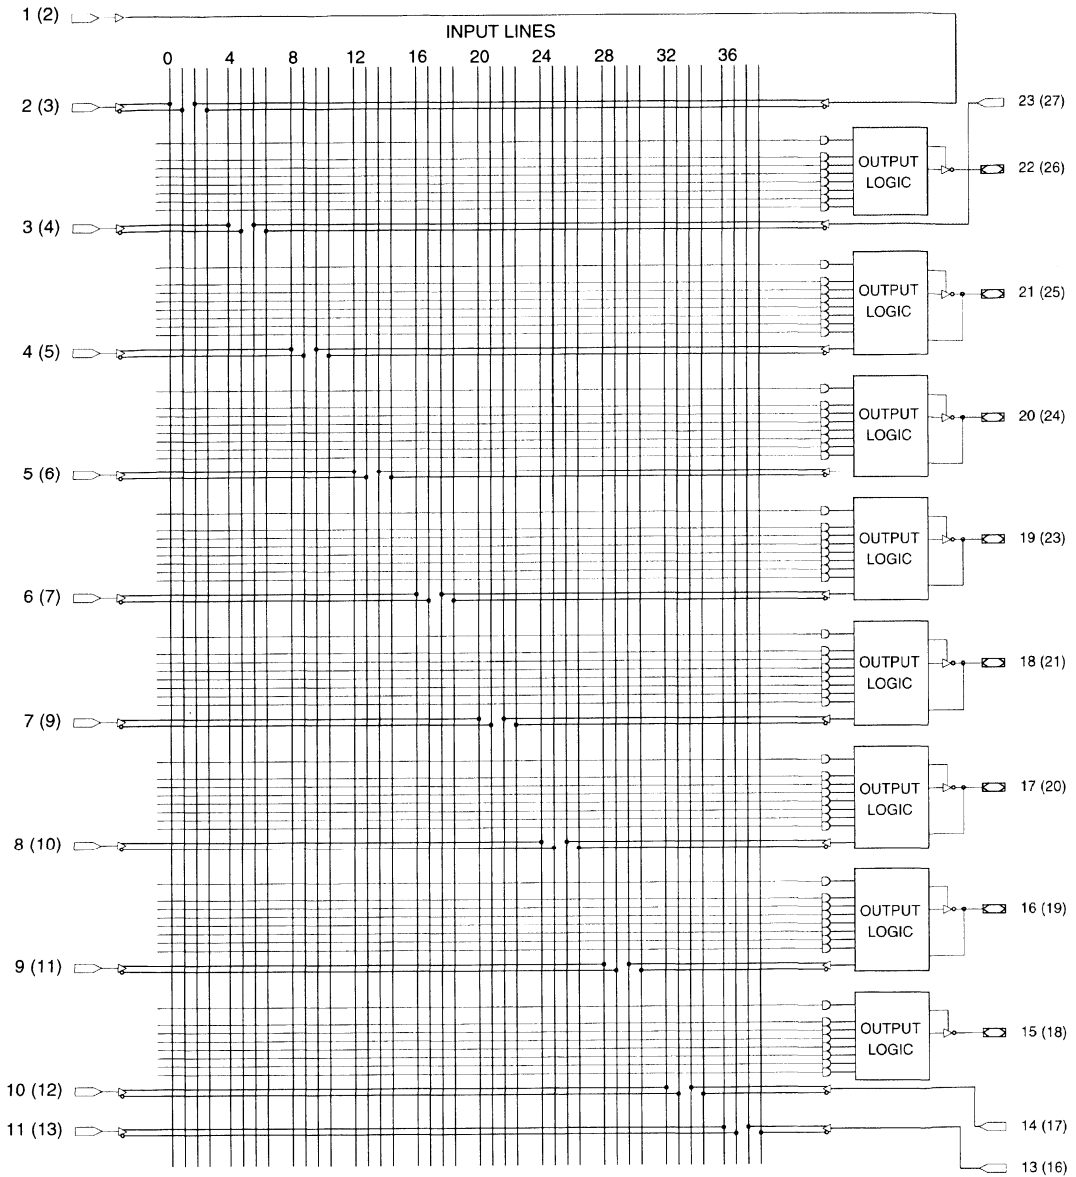 1 (2)
INPUT LINES
0 4 8 12 16 20 24 28 32 36
2 (3)
23 (27)
OUTPUT
LOGIC
22 (26)
3 (4)
OUTPUT
LOGIC
21 (25)
4 (5)
OUTPUT
LOGIC
20 (24)
5 (6)
OUTPUT
LOGIC
19 (23)
6 (7)
OUTPUT
LOGIC
18 (21)
7 (9)
OUTPUT
LOGIC
17 (20)
8 (10)
OUTPUT
LOGIC
16 (19)
9 (11)
OUTPUT
LOGIC
15 (18)
10 (12)
14 (17)
11 (13)
13 (16)